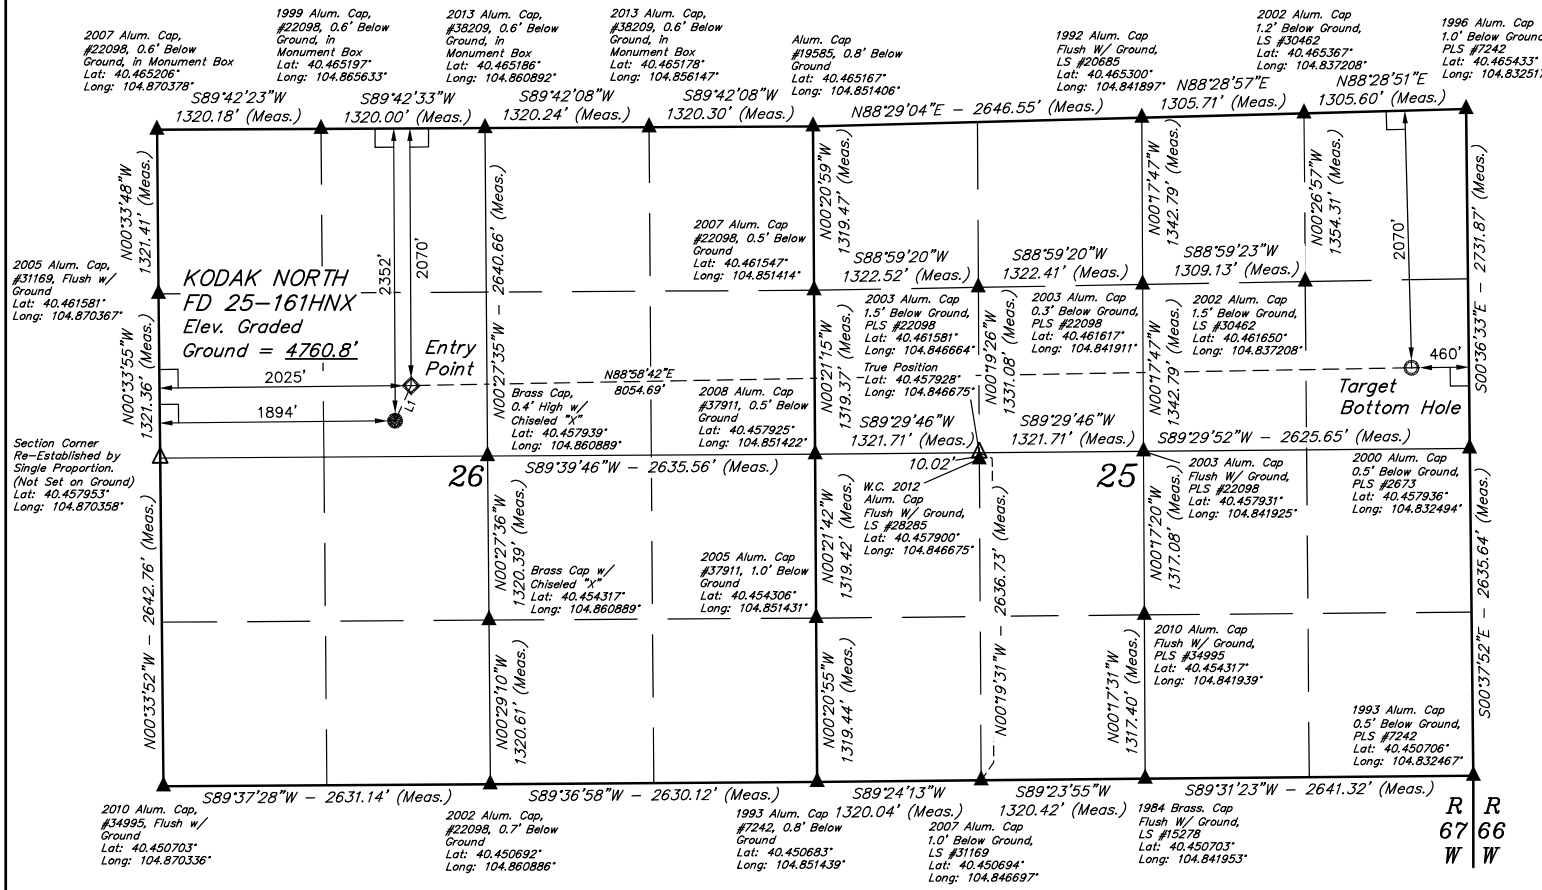 2007 Alum. Cap,
#22098, 0.6' Below
Ground, in Monument Box
Lat: 40.465206°
Long: 104.870378°
1999 Alum. Cap,
#22098, 0.6' Below
Ground, in
Monument Box
Lat: 40.465197°
Long: 104.865633°
2013 Alum. Cap,
#38209, 0.6' Below
Ground, in
Monument Box
Lat: 40.465186°
Long: 104.860892°
2013 Alum. Cap,
#38209, 0.6' Below
Ground, in
Monument Box
Lat: 40.465178°
Long: 104.856147°
Alum. Cap
#19585, 0.8' Below
Ground
Lat: 40.465167°
Long: 104.851406°
1992 Alum. Cap
Flush W/ Ground,
LS #20685
Lat: 40.465300°
Long: 104.841897°
2002 Alum. Cap
1.2' Below Ground,
LS #30462
Lat: 40.465367°
Long: 104.837208°
1996 Alum. Cap
1.0' Below Ground
PLS #7242
Lat: 40.465433°
Long: 104.832517
S89°42'23"W
1320.18' (Meas.)
S89°42'33"W
1320.00' (Meas.)
S89°42'08"W
1320.24' (Meas.)
S89°42'08"W
1320.30' (Meas.)
N88°29'04"E - 2646.55' (Meas.)
N88°28'57"E
1305.71' (Meas.)
N88°28'51"E
1305.60' (Meas.)
N00°33'48"W
1321.41' (Meas.)
2352'
2070'
N00°27'35"W - 2640.66' (Meas.)
N00°20'59"W
1319.47' (Meas.)
N00°17'47"W
1342.79' (Meas.)
N00°26'57"W
1354.31' (Meas.)
2070'
S00°36'33"E - 2731.87' (Meas.)
2005 Alum. Cap,
#31169, Flush w/
Ground
Lat: 40.461581°
Long: 104.870367°
KODAK NORTH
FD 25-161HNX
Elev. Graded
Ground = 4760.8'
Entry
Point
2007 Alum. Cap
#22098, 0.5' Below
Ground
Lat: 40.461547°
Long: 104.851414°
S88°59'20"W
1322.52' (Meas.)
S88°59'20"W
1322.41' (Meas.)
S88°59'23"W
1309.13' (Meas.)
2003 Alum. Cap
1.5' Below Ground,
PLS #22098
Lat: 40.461581°
Long: 104.846664°
2003 Alum. Cap
0.3' Below Ground,
PLS #22098
Lat: 40.461617°
Long: 104.841911°
2002 Alum. Cap
1.5' Below Ground,
LS #30462
Lat: 40.461650°
Long: 104.837208°
N00°33'55"W
1321.36' (Meas.)
2025'
1894'
L1
N88°58'42"E
8054.69'
460'
Target
Bottom Hole
N00°21'15"W
1319.37' (Meas.)
N00°19'26"W
1331.08' (Meas.)
N00°17'47"W
1342.79' (Meas.)
True Position
Lat: 40.457928°
Long: 104.846675°
Brass Cap,
0.4' High w/
Chiseled "X"
Lat: 40.457939°
Long: 104.860889°
2008 Alum. Cap
#37911, 0.5' Below
Ground
Lat: 40.457925°
Long: 104.851422°
S89°29'46"W
1321.71' (Meas.)
S89°29'46"W
1321.71' (Meas.)
S89°29'52"W - 2625.65' (Meas.)
Section Corner
Re-Established by
Single Proportion.
(Not Set on Ground)
Lat: 40.457953°
Long: 104.870358°
26
S89°39'46"W - 2635.56' (Meas.)
10.02'
25
W.C. 2012
Alum. Cap
Flush W/ Ground,
LS #28285
Lat: 40.457900°
Long: 104.846675°
2003 Alum. Cap
Flush W/ Ground,
PLS #22098
Lat: 40.457931°
Long: 104.841925°
2000 Alum. Cap
0.5' Below Ground,
PLS #2673
Lat: 40.457936°
Long: 104.832494°
N00°33'52"W - 2642.76' (Meas.)
N00°27'36"W
1320.39' (Meas.)
N00°21'42"W
1319.42' (Meas.)
N00°19'31"W - 2636.73' (Meas.)
N00°17'20"W
1317.08' (Meas.)
S00°37'52"E - 2635.64' (Meas.)
Brass Cap w/
Chiseled "X"
Lat: 40.454317°
Long: 104.860889°
2005 Alum. Cap
#37911, 1.0' Below
Ground
Lat: 40.454306°
Long: 104.851431°
2010 Alum. Cap
Flush W/ Ground,
PLS #34995
Lat: 40.454317°
Long: 104.841939°
N00°29'10"W
1320.61' (Meas.)
N00°20'55"W
1319.44' (Meas.)
N00°17'31"W
1317.40' (Meas.)
1993 Alum. Cap
0.5' Below Ground,
PLS #7242
Lat: 40.450706°
Long: 104.832467°
S89°37'28"W - 2631.14' (Meas.)
S89°36'58"W - 2630.12' (Meas.)
S89°24'13"W
1320.04' (Meas.)
S89°23'55"W
1320.42' (Meas.)
S89°31'23"W - 2641.32' (Meas.)
2010 Alum. Cap,
#34995, Flush w/
Ground
Lat: 40.450703°
Long: 104.870336°
2002 Alum. Cap
#22098, 0.7' Below
Ground
Lat: 40.450692°
Long: 104.860886°
1993 Alum. Cap
#7242, 0.8' Below
Ground
Lat: 40.450683°
Long: 104.851439°
2007 Alum. Cap
1.0' Below Ground,
LS #31169
Lat: 40.450694°
Long: 104.846697°
1984 Brass. Cap
Flush W/ Ground,
LS #15278
Lat: 40.450703°
Long: 104.841953°
R R
67 66
W W